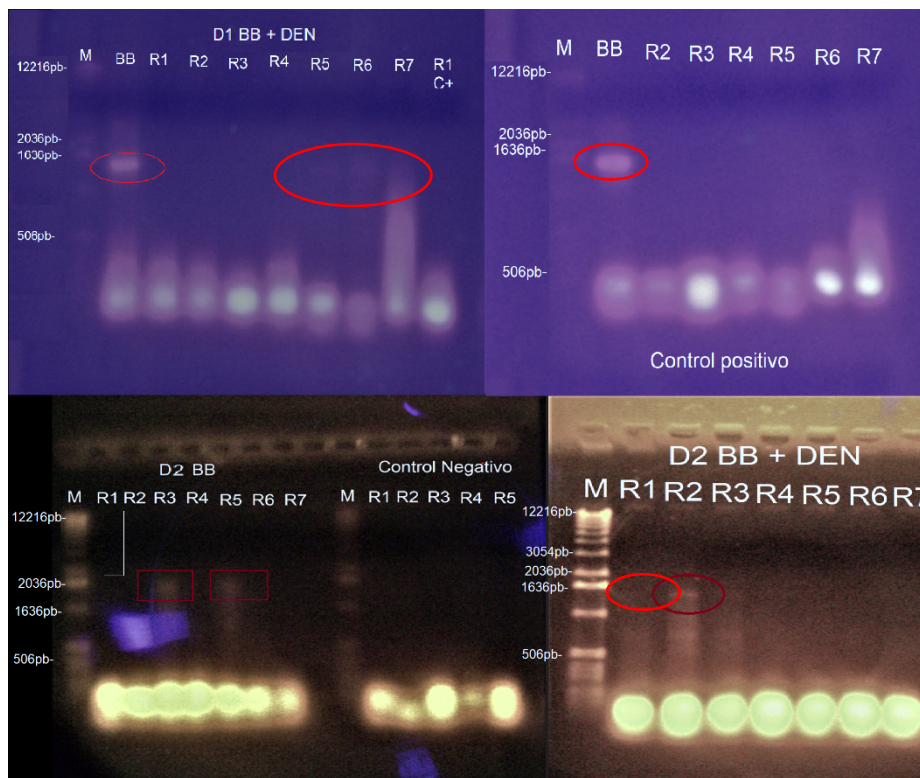 D1 BB + DEN
M BB R1 R2 R3 R4 R5 R6 R7 R1
C+
12216pb-
2036pb-
1636pb-
506pb-
M BB R2 R3 R4 R5 R6 R7
12216pb-
2036pb-
1636pb-
506pb-
Control positivo
D2 BB
Control Negativo
M R1 R2 R3 R4 R5 R6 R7
M R1 R2 R3 R4 R5
12216pb-
2036pb-
1636pb-
506pb-
D2 BB + DEN
M R1 R2 R3 R4 R5 R6 R7
12216pb-
3054pb-
2036pb-
1636pb-
506pb-